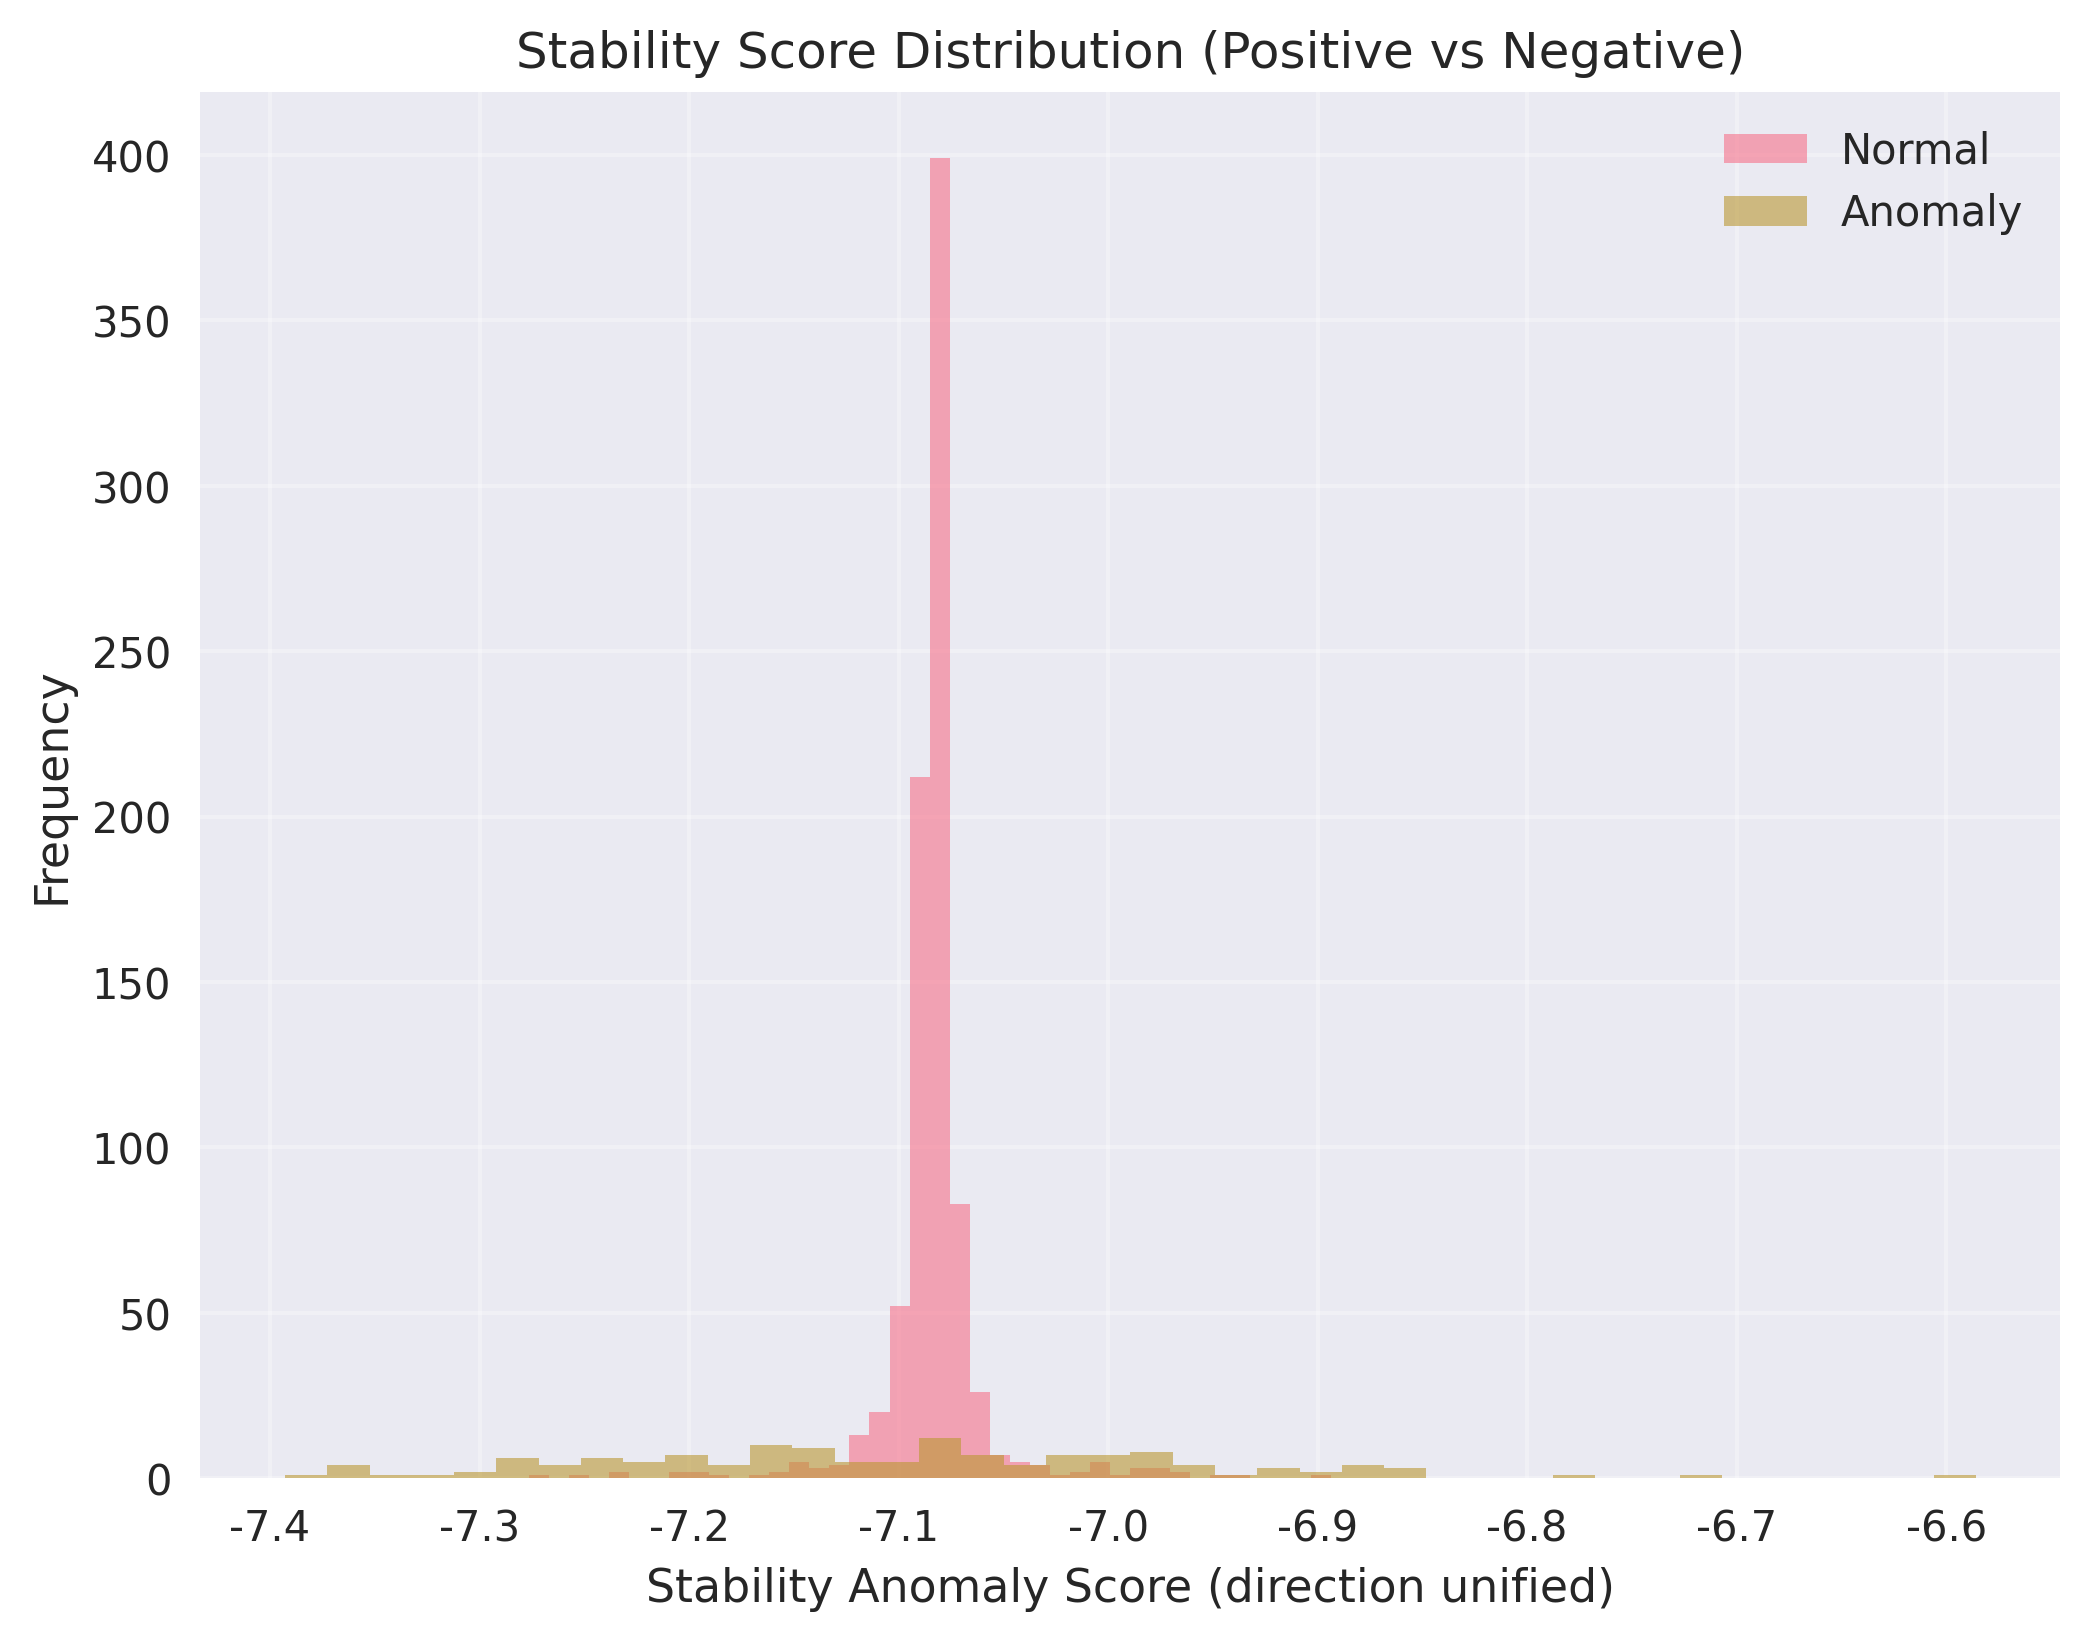 Stability Score Distribution (Positive vs Negative)
Normal
Anomaly
400
350
300
250
200
150
100
50
0
Frequency
-7.4 -7.3 -7.2 -7.1 -7.0 -6.9 -6.8 -6.7 -6.6
Stability Anomaly Score (direction unified)